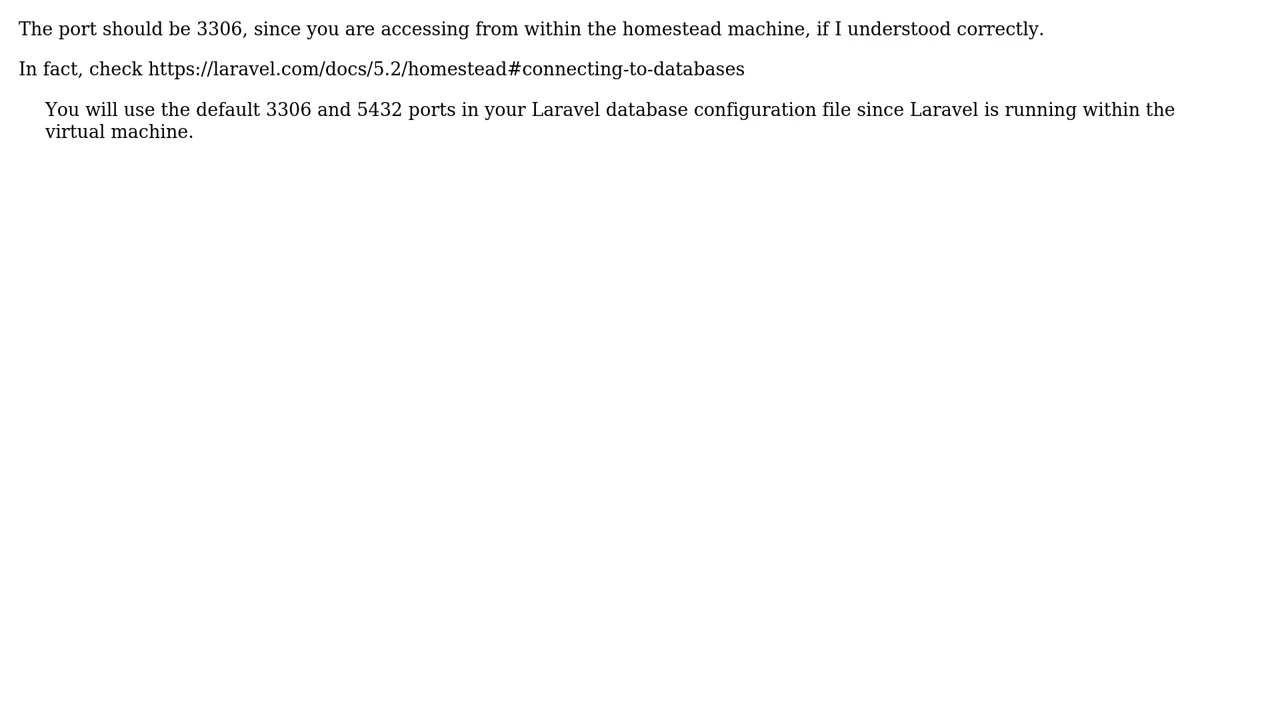 The port should be 3306, since you are accessing from within the homestead machine, if I understood correctly.
In fact, check https://laravel.com/docs/5.2/homestead#connecting-to-databases
You will use the default 3306 and 5432 ports in your Laravel database configuration file since Laravel is running within the
virtual machine.